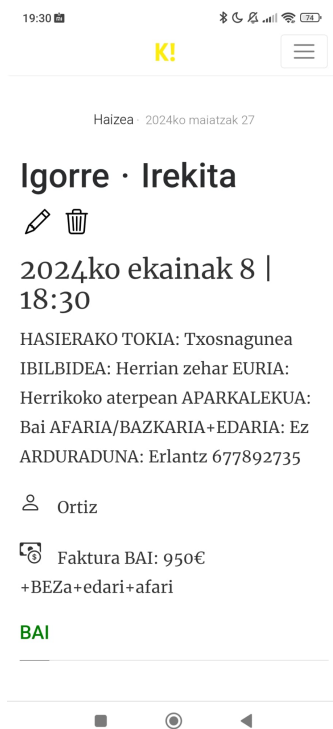 19:30
74
K!
Haizea · 2024ko maiatzak 27
Igorre · Irekita
2024ko ekainak 8 |
18:30
HASIERAKO TOKIA: Txosnagunea
IBILBIDEA: Herrian zehar EURIA:
Herrikoko aterpean APARKALEKUA:
Bai AFARIA/BAZKARIA+EDARIA: Ez
ARDURADUNA: Erlantz 677892735
Ortiz
Faktura BAI: 950€
+BEZa+edari+afari
BAI